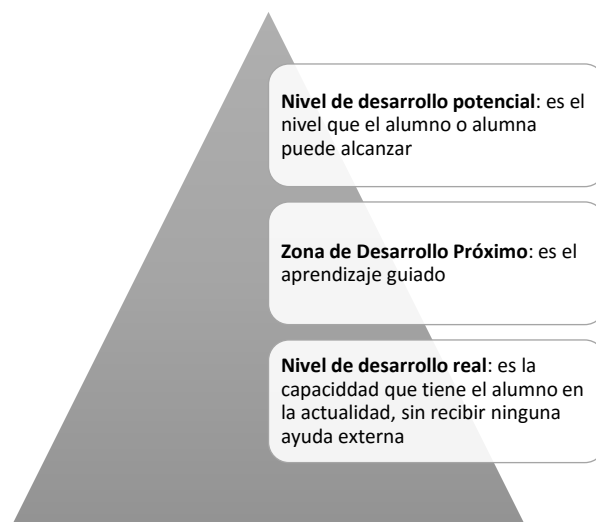 Nivel de desarrollo potencial: es el
nivel que el alumno o alumna
puede alcanzar
Zona de Desarrollo Próximo: es el
aprendizaje guiado
Nivel de desarrollo real: es la
capaciddad que tiene el alumno en
la actualidad, sin recibir ninguna
ayuda externa